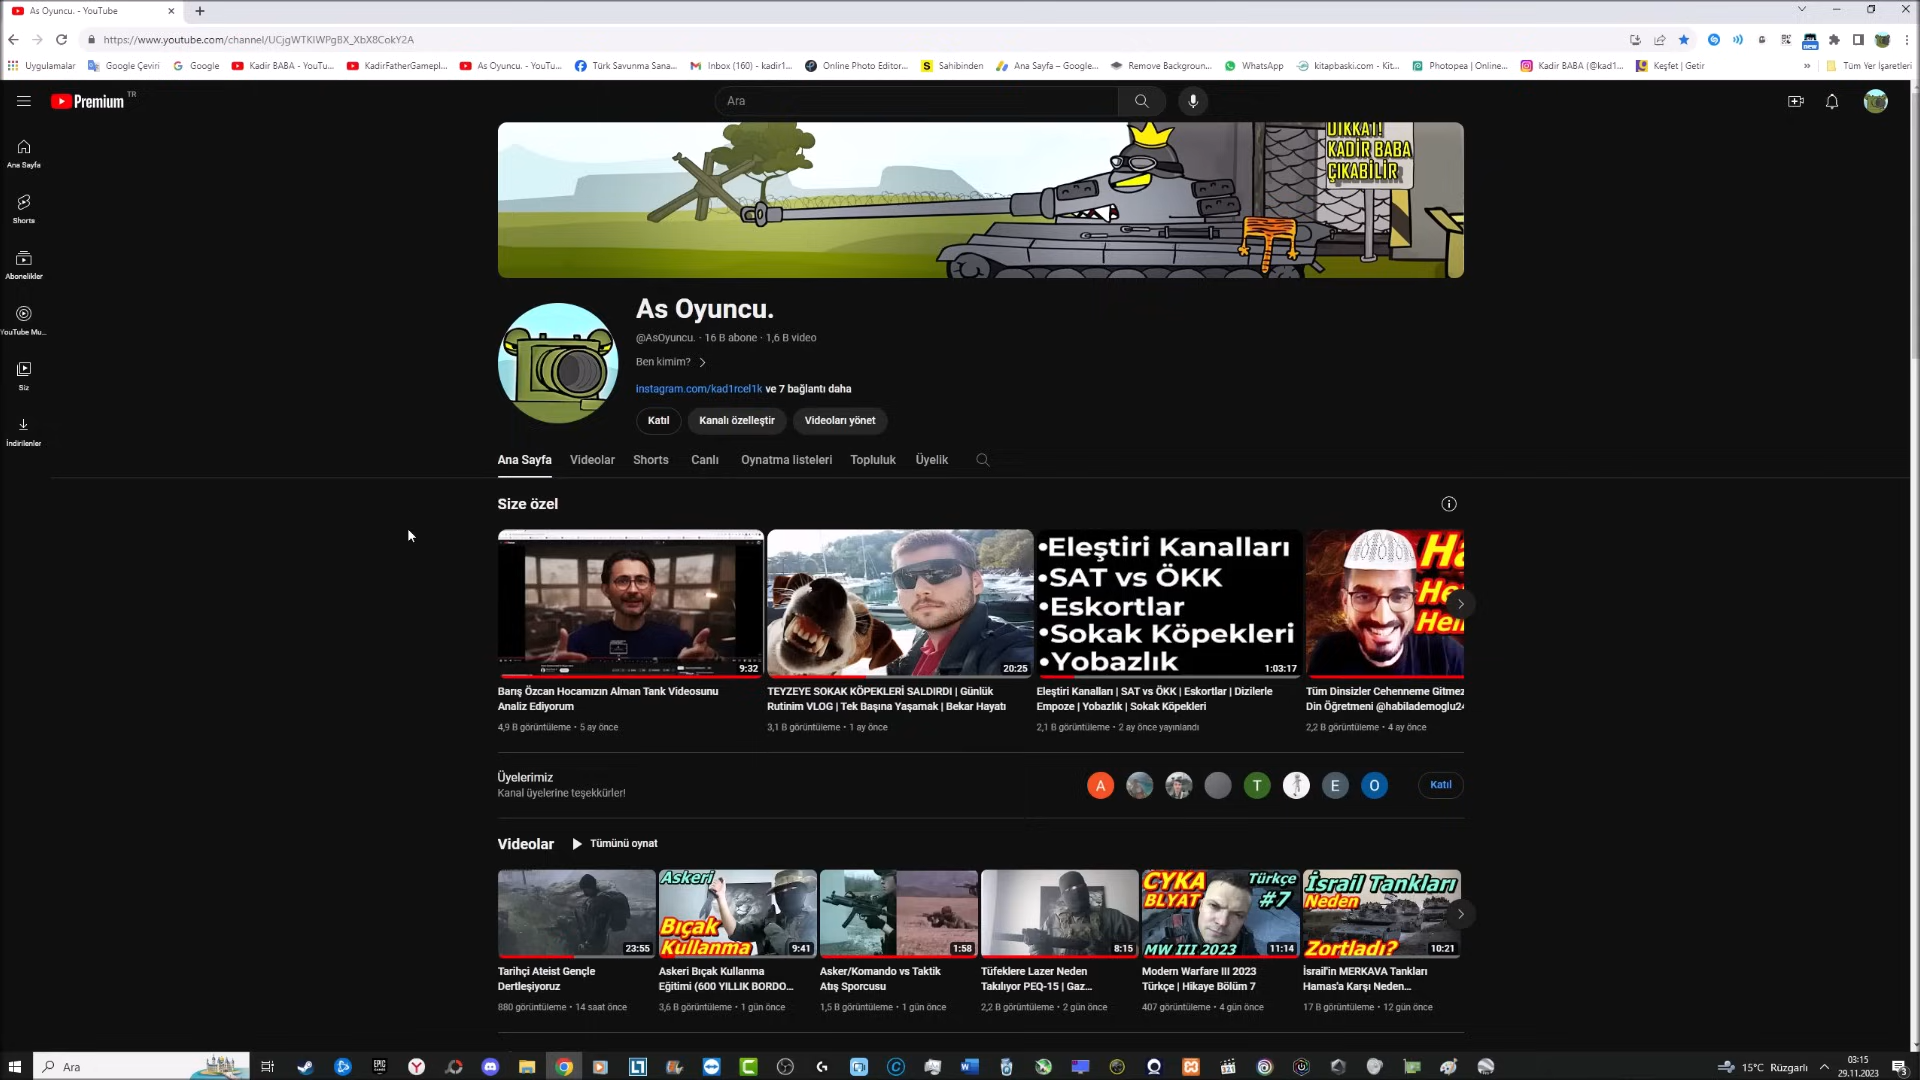 As Oyuncu. - YouTube
https://www.youtube.com/channel/UCjgWTKlWPgBX_XbX8CokY2A
Uygulamalar
Google Çeviri
Google
Kadir BABA - YouTu...
KadirFatherGamepl...
As Oyuncu. - YouTu...
Türk Savunma Sana...
Inbox (160) - kadir1...
Online Photo Editor...
Sahibinden
Ana Sayfa – Google...
Remove Backgroun...
WhatsApp
kitapbaski.com - Kit...
Photopea | Online...
Kadir BABA (@kad1...
Keşfet | Getir
Tüm Yer İşaretleri
Premium TR
Ara
Ana Sayfa
Shorts
Abonelikler
YouTube Mu...
Siz
İndirilenler
DİKKAT!
KADİR BABA
ÇIKABİLİR
As Oyuncu.
@AsOyuncu. · 16 B abone · 1,6 B video
Ben kimim?
instagram.com/kad1rcel1k ve 7 bağlantı daha
Katıl
Kanalı özelleştir
Videoları yönet
Ana Sayfa
Videolar
Shorts
Canlı
Oynatma listeleri
Topluluk
Üyelik
Size özel
9:32
Barış Özcan Hocamızın Alman Tank Videosunu
Analiz Ediyorum
4,9 B görüntüleme · 5 ay önce
20:25
TEYZEYE SOKAK KÖPEKLERİ SALDIRDI | Günlük
Rutinim VLOG | Tek Başına Yaşamak | Bekar Hayatı
3,1 B görüntüleme · 1 ay önce
•Eleştiri Kanalları
•SAT vs ÖKK
•Eskortlar
•Sokak Köpekleri
•Yobazlık
1:03:17
Eleştiri Kanalları | SAT vs ÖKK | Eskortlar | Dizilerle
Empoze | Yobazlık | Sokak Köpekleri
2,1 B görüntüleme · 2 ay önce yayınlandı
Tüm Dinsizler Cehenneme Gitmez
Din Öğretmeni @habilademoglu24
2,2 B görüntüleme · 4 ay önce
Üyelerimiz
Kanal üyelerine teşekkürler!
A
T
E
O
Katıl
Videolar
Tümünü oynat
23:55
Tarihçi Ateist Gençle
Dertleşiyoruz
880 görüntüleme · 14 saat önce
Askeri
Bıçak
Kullanma
9:41
Askeri Bıçak Kullanma
Eğitimi (600 YILLIK BORDO...
3,6 B görüntüleme · 1 gün önce
1:58
Asker/Komando vs Taktik
Atış Sporcusu
1,5 B görüntüleme · 1 gün önce
8:15
Tüfeklere Lazer Neden
Takılıyor PEQ-15 | Gaz...
2,2 B görüntüleme · 2 gün önce
CYKA
BLYAT
Türkçe
#7
MW III 2023
11:14
Modern Warfare III 2023
Türkçe | Hikaye Bölüm 7
407 görüntüleme · 4 gün önce
İsrail Tankları
Neden
Zortladı?
10:21
İsrail'in MERKAVA Tankları
Hamas'a Karşı Neden...
17 B görüntüleme · 12 gün önce
Ara
15°C Rüzgarlı
03:15
29.11.2023